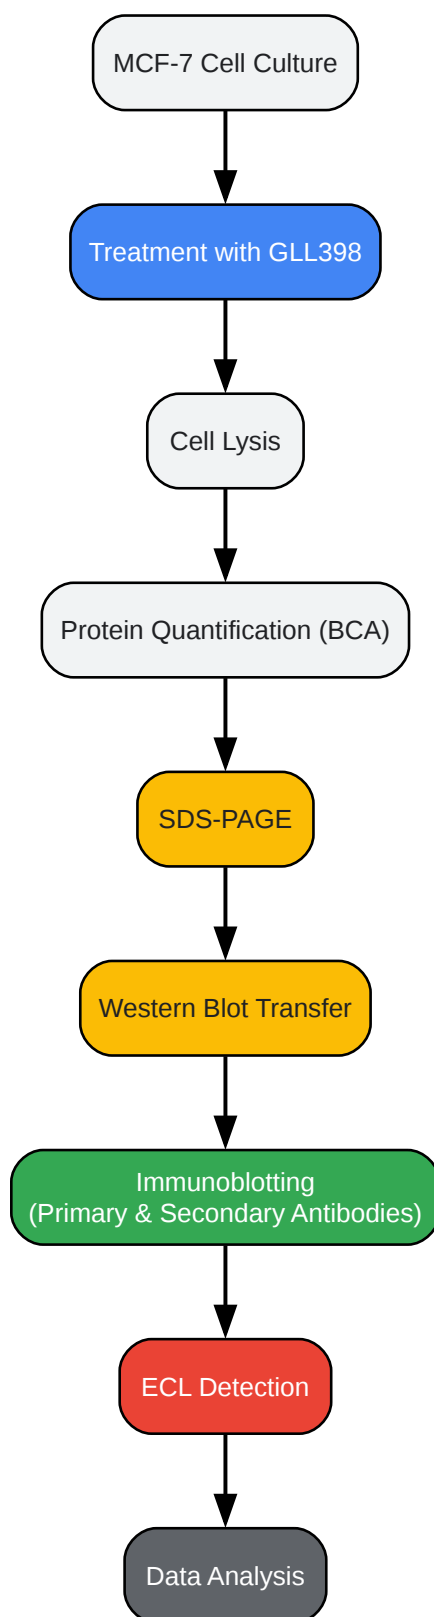 MCF-7 Cell Culture
Treatment with GLL398
Cell Lysis
Protein Quantification (BCA)
SDS-PAGE
Western Blot Transfer
Immunoblotting
(Primary & Secondary Antibodies)
ECL Detection
Data Analysis